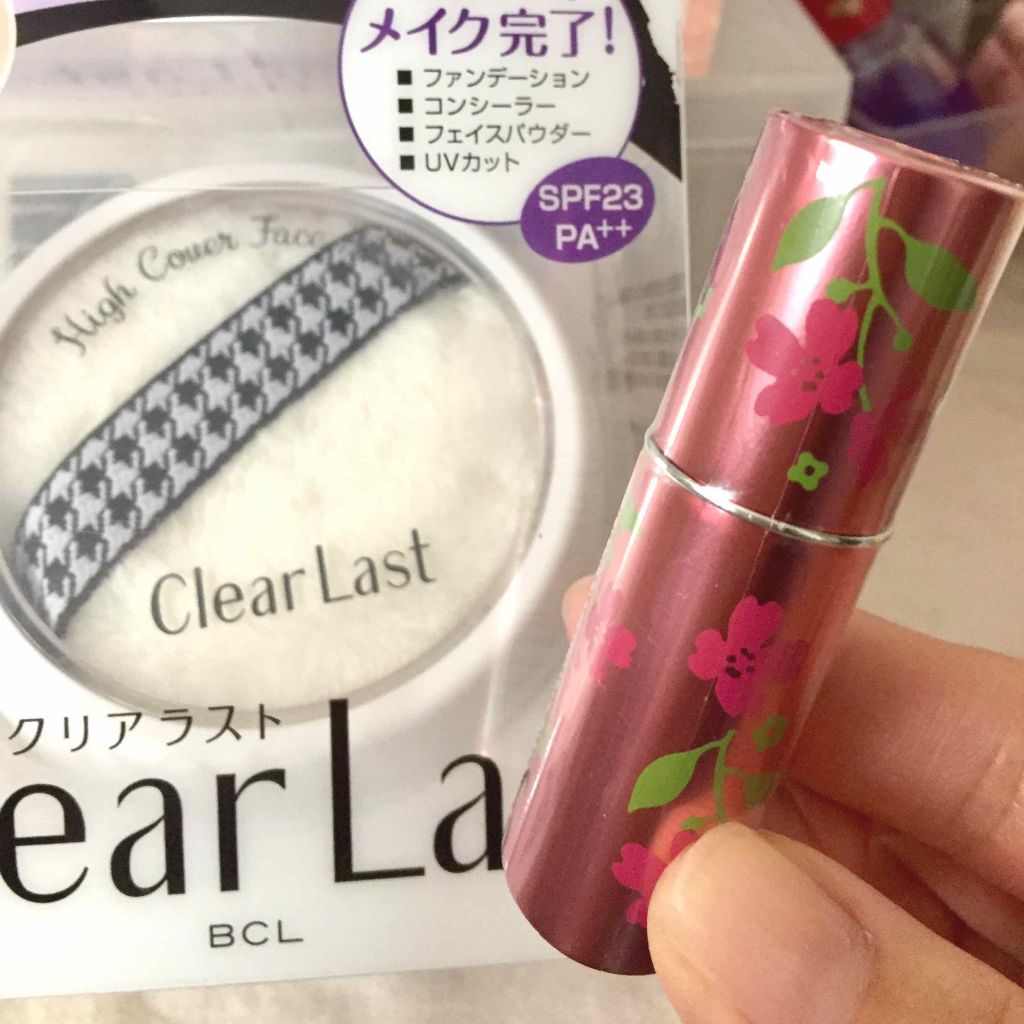 メイク完了!
■ ファンデーション
■ コンシーラー
■ フェイスパウダー
■ UVカット
SPF23
PA++
High Cover Face
Clear Last
クリアラスト
ear La
BCL